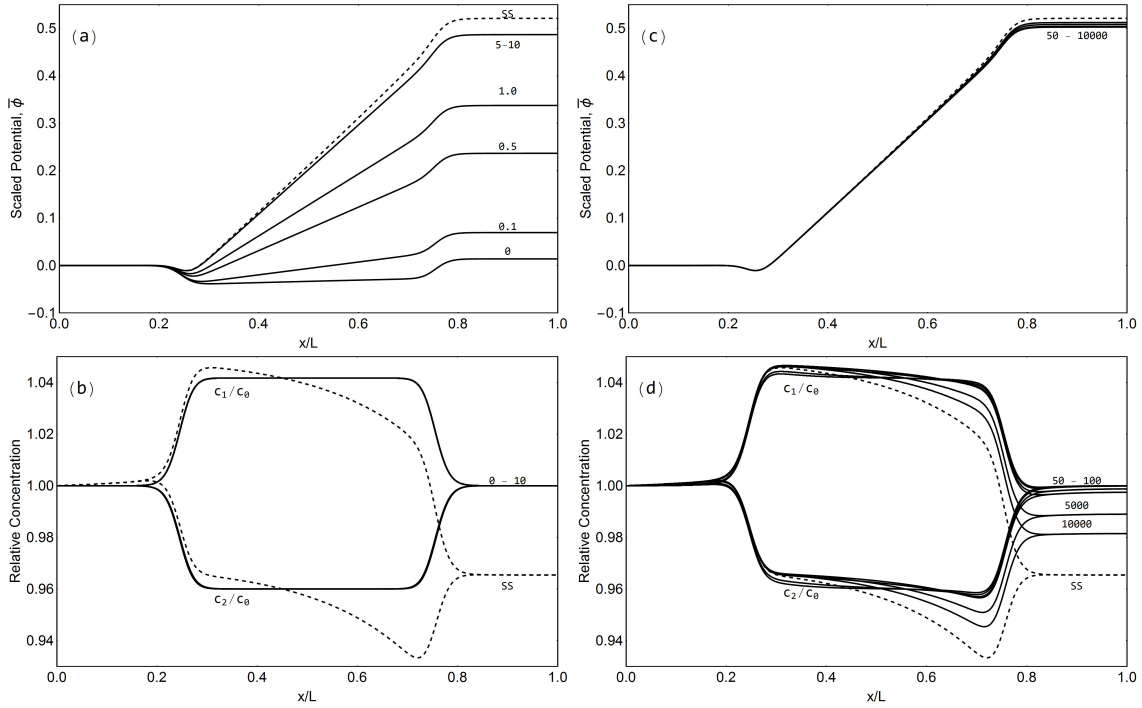 (a)
Scaled Potential, ϕ̅
0.5
0.4
0.3
0.2
0.1
0.0
−0.1
SS
5-10
1.0
0.5
0.1
0
0.0 0.2 0.4 0.6 0.8 1.0
x/L
(c)
Scaled Potential, ϕ̅
0.5
0.4
0.3
0.2
0.1
0.0
−0.1
50 - 10000
0.0 0.2 0.4 0.6 0.8 1.0
x/L
(b)
Relative Concentration
1.04
1.02
1.00
0.98
0.96
0.94
c₁/c₀
0 - 10
c₂/c₀
SS
0.0 0.2 0.4 0.6 0.8 1.0
x/L
(d)
Relative Concentration
1.04
1.02
1.00
0.98
0.96
0.94
c₁/c₀
50 - 100
5000
10000
c₂/c₀
SS
0.0 0.2 0.4 0.6 0.8 1.0
x/L